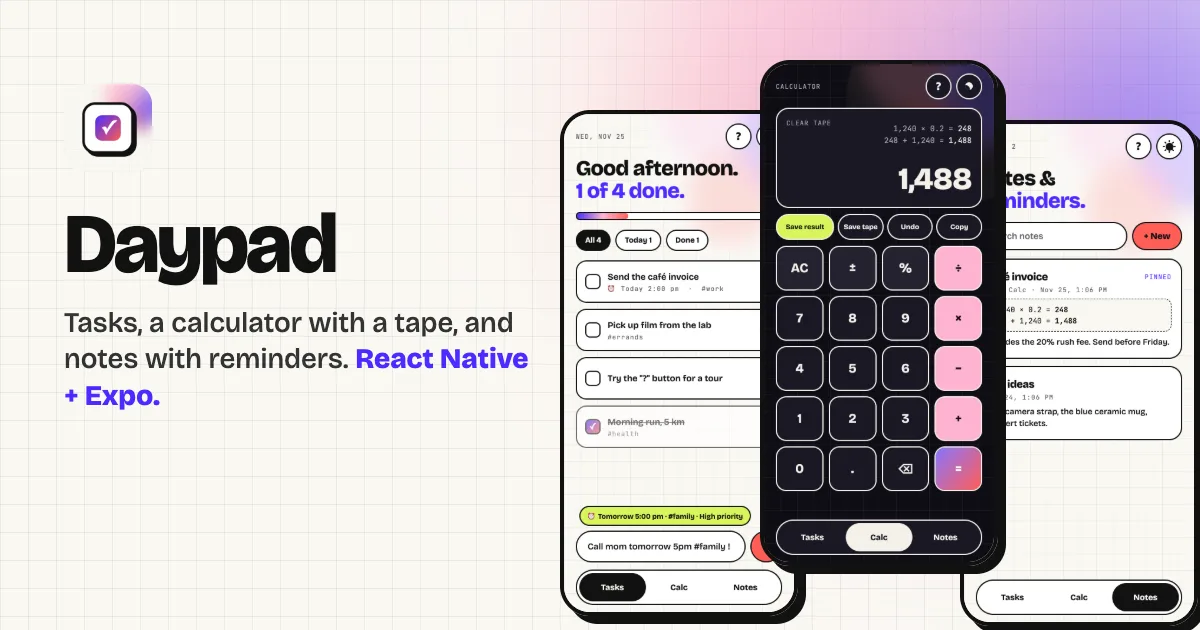 Daypad
Tasks, a calculator with a tape, and
notes with reminders. React Native
+ Expo.
WED, NOV 25
?
Good afternoon.
1 of 4 done.
All 4
Today 1
Done 1
Send the café invoice
Today 2:00 pm · #work
Pick up film from the lab
#errands
Try the "?" button for a tour
Morning run, 5 km
#health
Tomorrow 5:00 pm · #family · High priority
Call mom tomorrow 5pm #family !
Tasks
Calc
Notes
CALCULATOR
?
CLEAR TAPE
1,240 × 0.2 = 248
248 + 1,240 = 1,488
1,488
Save result
Save tape
Undo
Copy
AC
±
%
÷
7
8
9
×
4
5
6
−
1
2
3
+
0
.
=
Tasks
Calc
Notes
2
?
tes &
minders.
ch notes
+ New
invoice
PINNED
Calc · Nov 25, 1:06 PM
40 × 0.2 = 248
+ 1,240 = 1,488
des the 20% rush fee. Send before Friday.
ideas
24, 1:06 PM
camera strap, the blue ceramic mug,
ert tickets.
Tasks
Calc
Notes